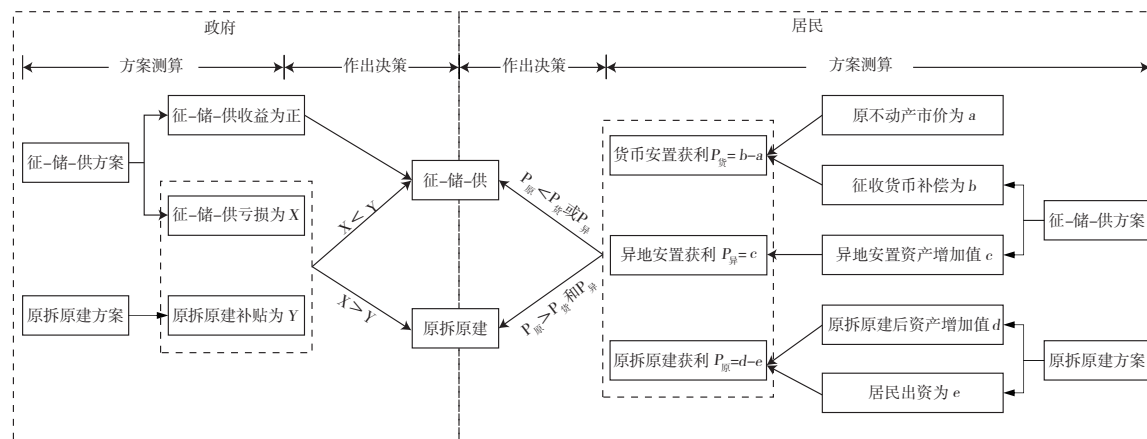 政府
居民
方案测算
作出决策
作出决策
方案测算
征-储-供方案
征-储-供收益为正
征-储-供亏损为 X
原拆原建方案
原拆原建补贴为 Y
X < Y
X > Y
征-储-供
原拆原建
P原<P货或P异
P原>P货和P异
货币安置获利 P货= b-a
异地安置获利 P异= c
原拆原建获利 P原=d-e
原不动产市价为 a
征收货币补偿为 b
异地安置资产增加值 c
原拆原建后资产增加值 d
居民出资为 e
征-储-供方案
原拆原建方案